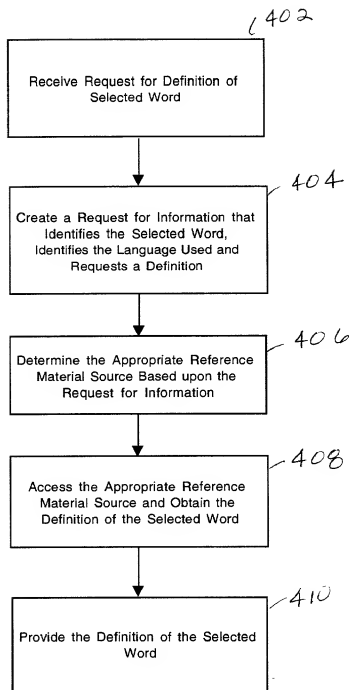 402
Receive Request for Definition of
Selected Word
404
Create a Request for Information that
Identifies the Selected Word,
Identifies the Language Used and
Requests a Definition
406
Determine the Appropriate Reference
Material Source Based upon the
Request for Information
408
Access the Appropriate Reference
Material Source and Obtain the
Definition of the Selected Word
410
Provide the Definition of the Selected
Word